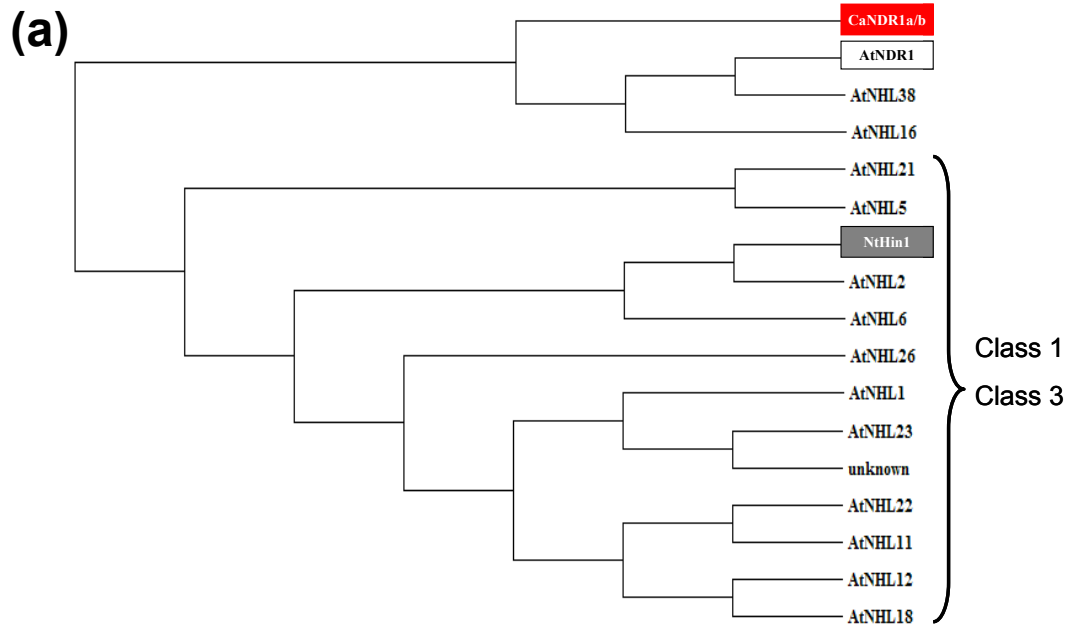 (a)
CaNDR1a/b
AtNDR1
AtNHL38
AtNHL16
AtNHL21
AtNHL5
NtHin1
AtNHL2
AtNHL6
AtNHL26
AtNHL1
AtNHL23
unknown
AtNHL22
AtNHL11
AtNHL12
AtNHL18
Class 1
Class 3